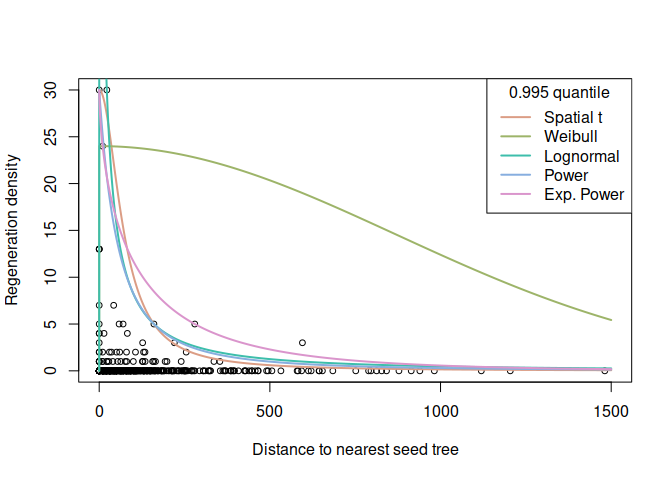 0.995 quantile
Spatial t
Weibull
Lognormal
Power
Exp. Power
Regeneration density
30
25
20
15
10
5
0
0 500 1000 1500
Distance to nearest seed tree